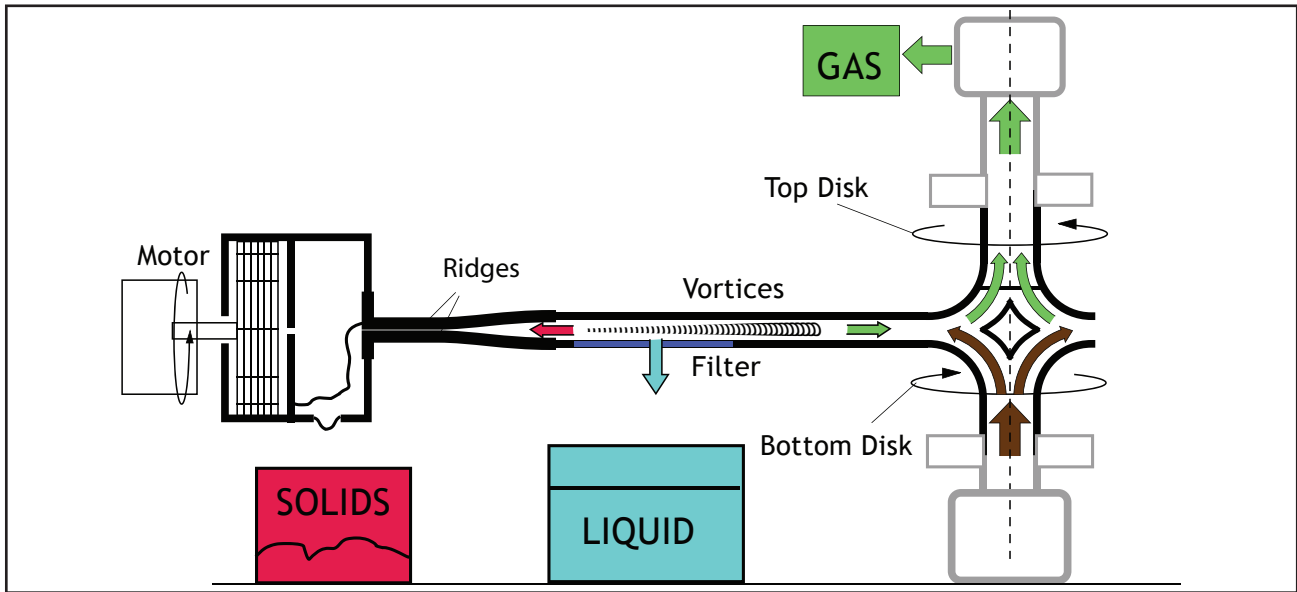 GAS
Top Disk
Motor
Ridges
Vortices
Filter
Bottom Disk
SOLIDS
LIQUID